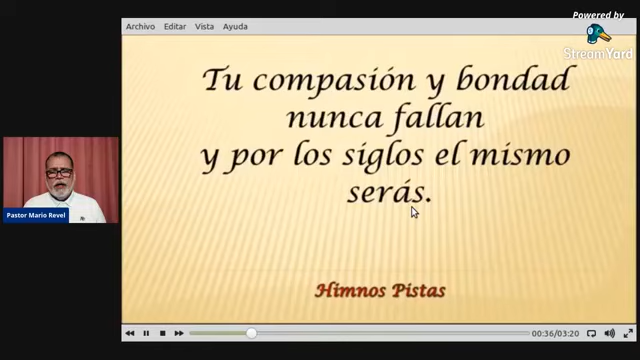 Powered by
StreamYard
Archivo Editar Vista Ayuda
Tu compasión y bondad
nunca fallan
y por los siglos el mismo
serás.
Himnos Pistas
Pastor Mario Revel
00:36/03:20